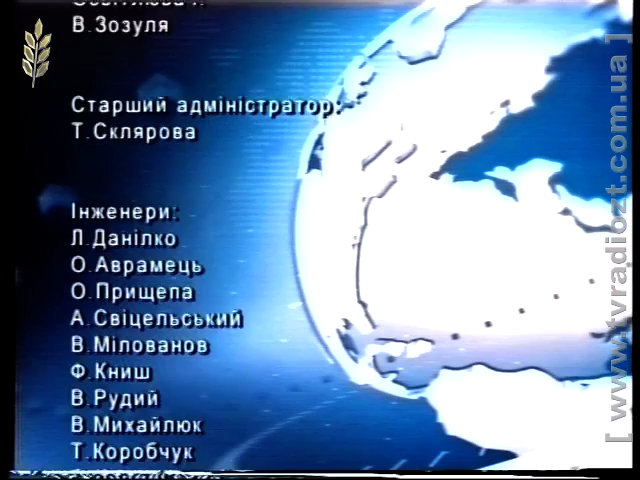 В.Зозуля
Старший адміністратор:
Т.Склярова
Інженери:
Л.Данілко
О.Аврамець
О.Прищепа
А.Свіцельський
В.Мілованов
Ф.Книш
В.Рудий
В.Михайлюк
Т.Коробчук
[ www.tvradiozt.com.ua ]